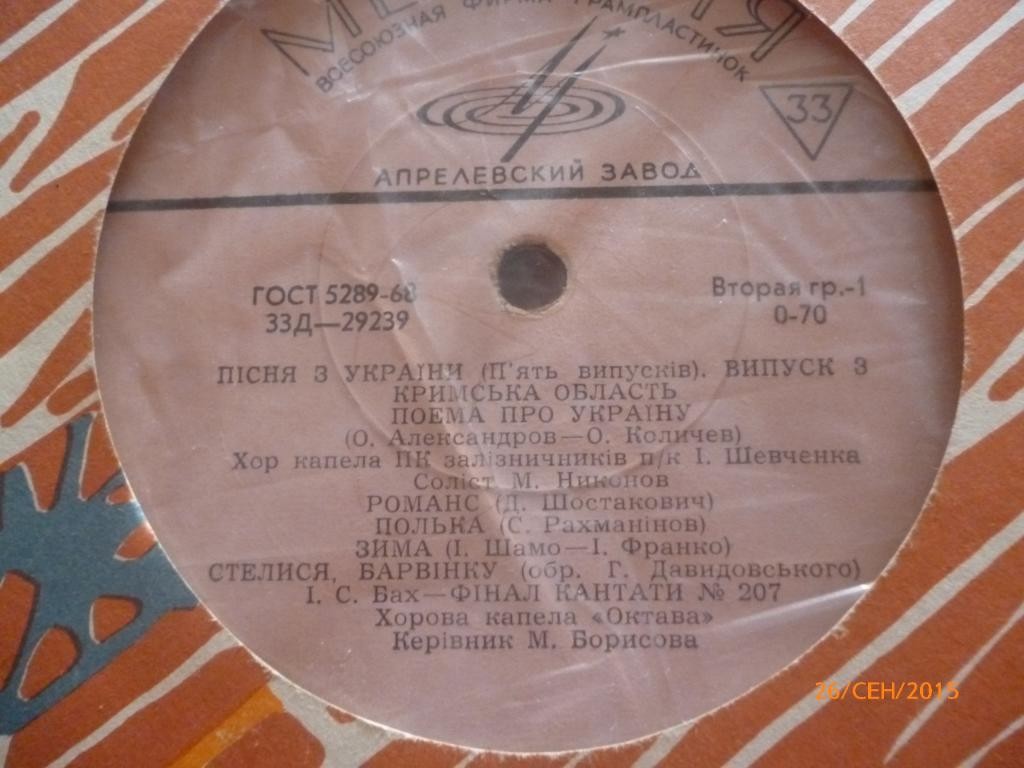 ВСЕСОЮЗНАЯ ФИРМА ГРАМПЛАСТИНОК
33
АПРЕЛЕВСКИЙ ЗАВОД
ГОСТ 5289-68
33Д—29239
Вторая гр.-1
0-70
ПІСНЯ З УКРАЇНИ (П'ять випусків). ВИПУСК 3
КРИМСЬКА ОБЛАСТЬ
ПОЕМА ПРО УКРАЇНУ
(О. Александров—О. Количев)
Хор капела ПК залізничників п/к І. Шевченка
Соліст М. Никонов
РОМАНС (Д. Шостакович)
ПОЛЬКА (С. Рахманінов)
ЗИМА (І. Шамо—І. Франко)
СТЕЛИСЯ, БАРВІНКУ (обр. Г. Давидовського)
І. С. Бах—ФІНАЛ КАНТАТИ № 207
Хорова капела «Октава»
Керівник М. Борисова
26/СЕН/2015